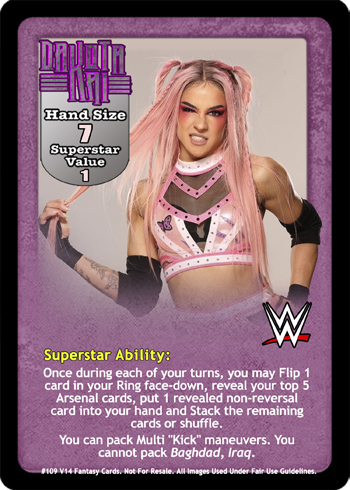 DAKOTA
KAI
Hand Size
7
Superstar
Value
1
W
Superstar Ability:
Once during each of your turns, you may Flip 1
card in your Ring face-down, reveal your top 5
Arsenal cards, put 1 revealed non-reversal
card into your hand and Stack the remaining
cards or shuffle.
You can pack Multi "Kick" maneuvers. You
cannot pack Baghdad, Iraq.
#109 V14 Fantasy Cards. Not For Resale. All Images Used Under Fair Use Guidelines.